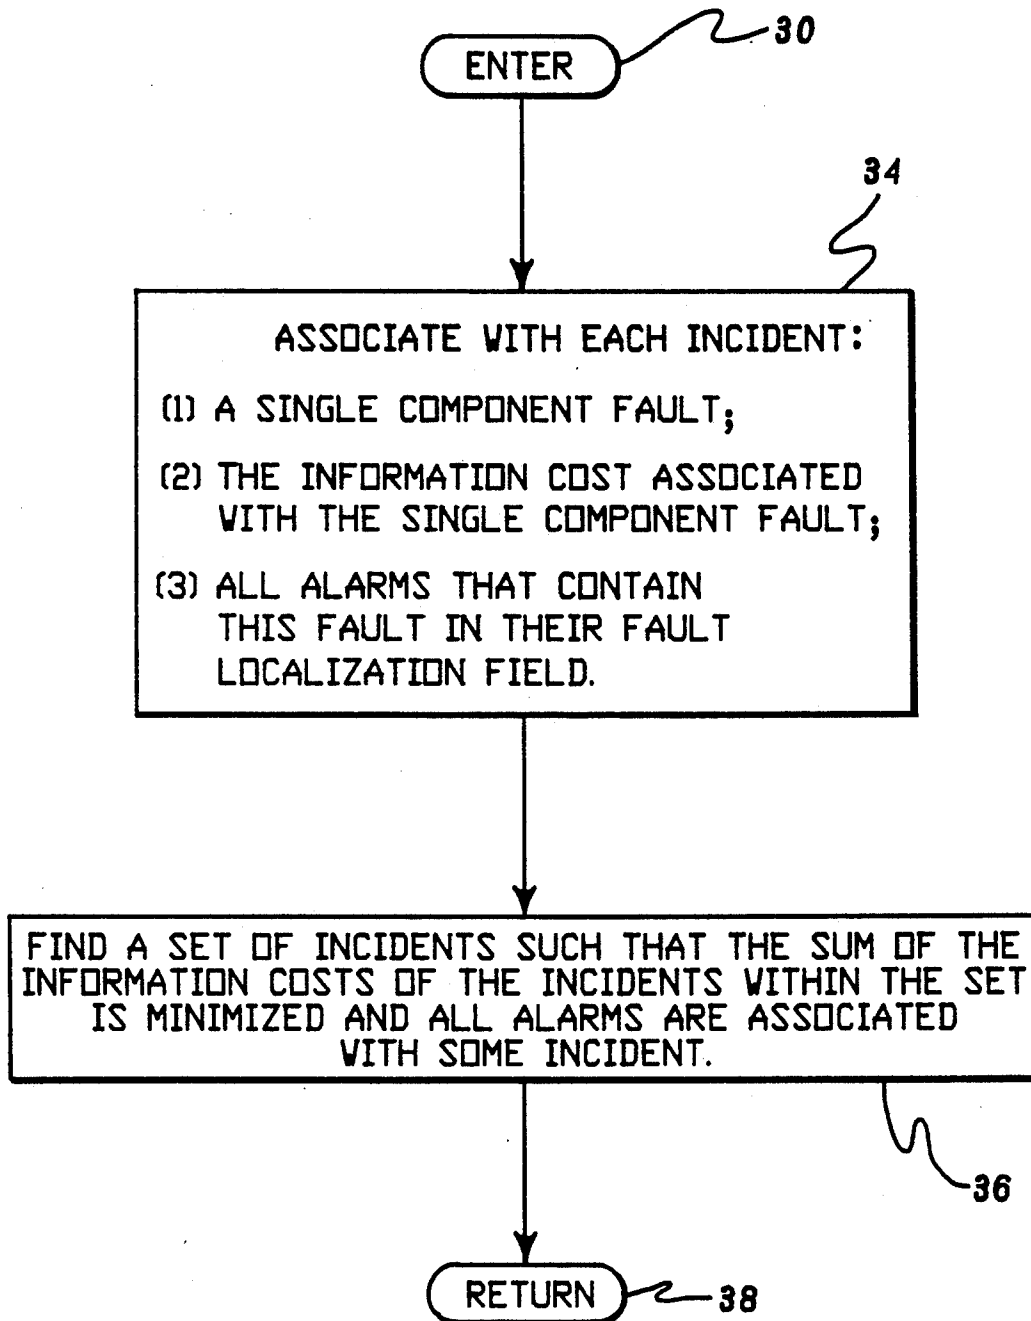 30
ENTER
34
ASSOCIATE WITH EACH INCIDENT:
(1) A SINGLE COMPONENT FAULT;
(2) THE INFORMATION COST ASSOCIATED
WITH THE SINGLE COMPONENT FAULT;
(3) ALL ALARMS THAT CONTAIN
THIS FAULT IN THEIR FAULT
LOCALIZATION FIELD.
FIND A SET OF INCIDENTS SUCH THAT THE SUM OF THE
INFORMATION COSTS OF THE INCIDENTS WITHIN THE SET
IS MINIMIZED AND ALL ALARMS ARE ASSOCIATED
WITH SOME INCIDENT.
36
RETURN
38